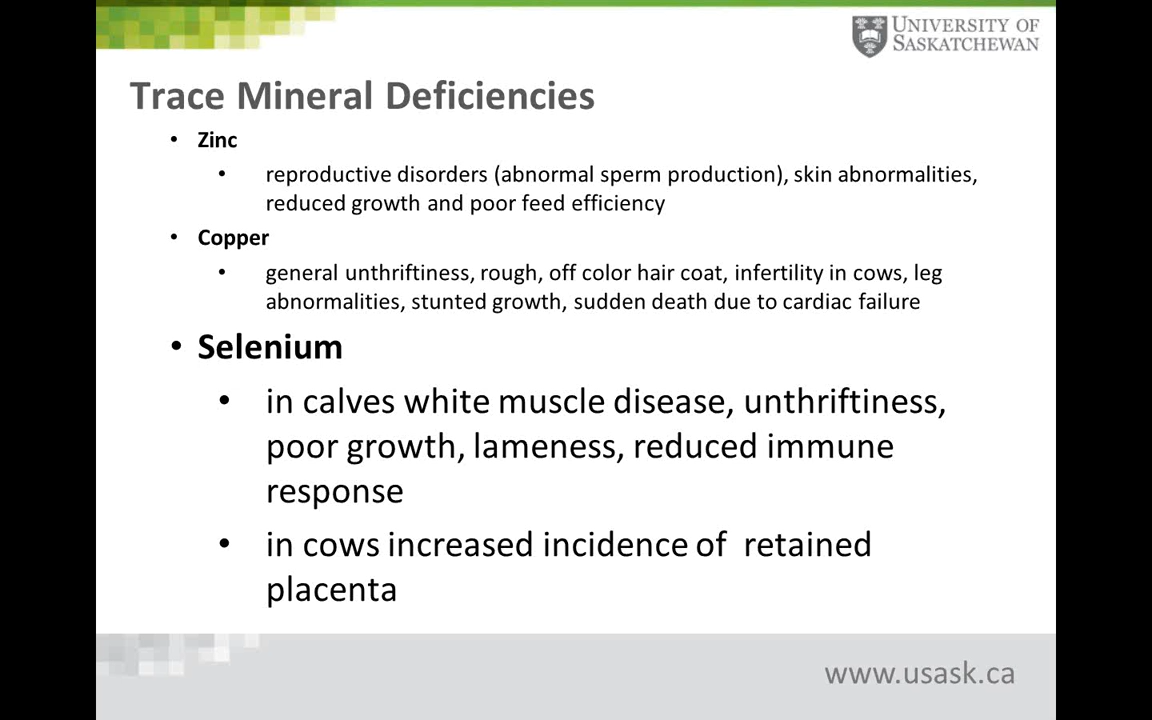 UNIVERSITY OF
SASKATCHEWAN
Trace Mineral Deficiencies
• Zinc
• reproductive disorders (abnormal sperm production), skin abnormalities,
reduced growth and poor feed efficiency
• Copper
• general unthriftiness, rough, off color hair coat, infertility in cows, leg
abnormalities, stunted growth, sudden death due to cardiac failure
• Selenium
• in calves white muscle disease, unthriftiness,
poor growth, lameness, reduced immune
response
• in cows increased incidence of  retained
placenta
www.usask.ca